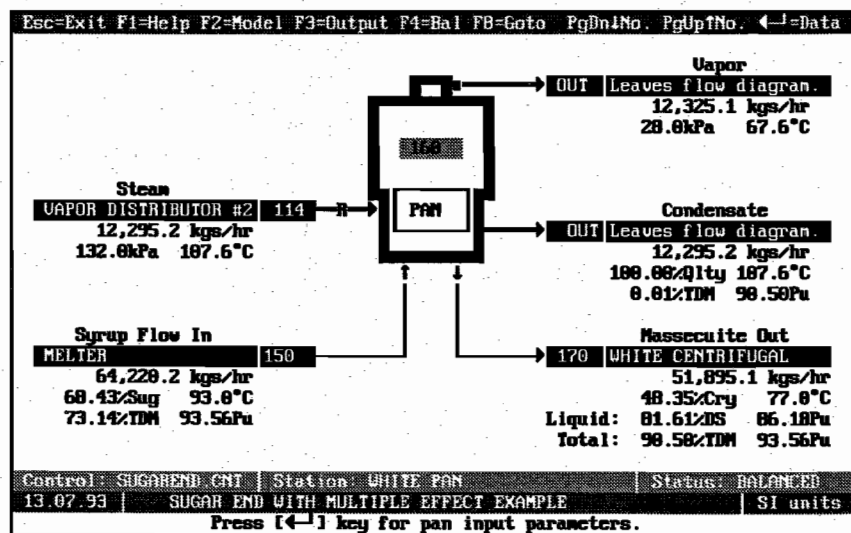 Esc=Exit F1=Help F2=Model F3=Output F4=Bal F8=Goto PgDn↓No. PgUp↑No. ◄─┘=Data
Vapor
OUT Leaves flow diagram.
12,325.1 kgs/hr
28.0kPa 67.6°C
160
Steam
VAPOR DISTRIBUTOR #2 114 R PAN
12,295.2 kgs/hr
132.0kPa 107.6°C
Condensate
OUT Leaves flow diagram.
12,295.2 kgs/hr
100.00%Qlty 107.6°C
0.01%TDM 90.50Pu
Syrup Flow In
MELTER 150
64,220.2 kgs/hr
68.43%Sug 93.0°C
73.14%TDM 93.56Pu
Massecuite Out
170 WHITE CENTRIFUGAL
51,895.1 kgs/hr
48.35%Cry 77.0°C
Liquid: 81.61%DS 86.18Pu
Total: 90.50%TDM 93.56Pu
Control: SUGAREND.CNT Station: WHITE PAN Status: BALANCED
13.07.93 SUGAR END WITH MULTIPLE EFFECT EXAMPLE SI units
Press [◄─┘] key for pan input parameters.